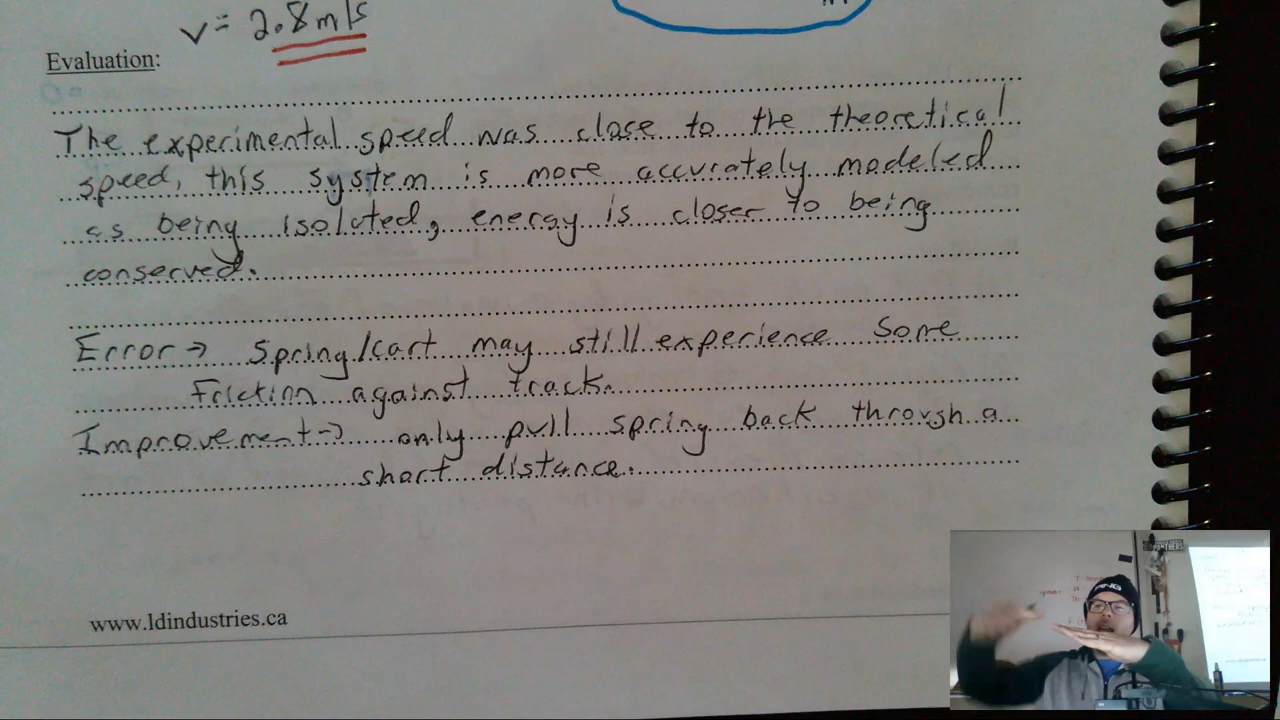 v = 2.8 m/s
Evaluation:
The experimental speed was close to the theoretical
speed, this system is more accurately modeled
as being isolated, energy is closer to being
conserved.
Error → Spring/cart may still experience some
Friction against track.
Improvement → only pull spring back through a
short distance.
www.ldindustries.ca